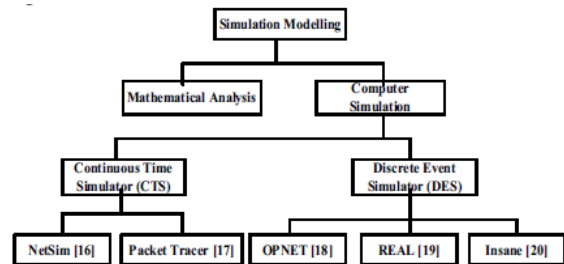 Simulation Modelling
Mathematical Analysis
Computer
Simulation
Continuous Time
Simulator (CTS)
Discrete Event
Simulator (DES)
NetSim [16]
Packet Tracer [17]
OPNET [18]
REAL [19]
Insane [20]